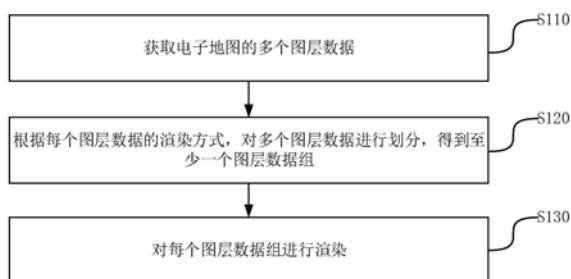 S110
获取电子地图的多个图层数据
S120
根据每个图层数据的渲染方式，对多个图层数据进行划分，得到至
少一个图层数据组
S130
对每个图层数据组进行渲染